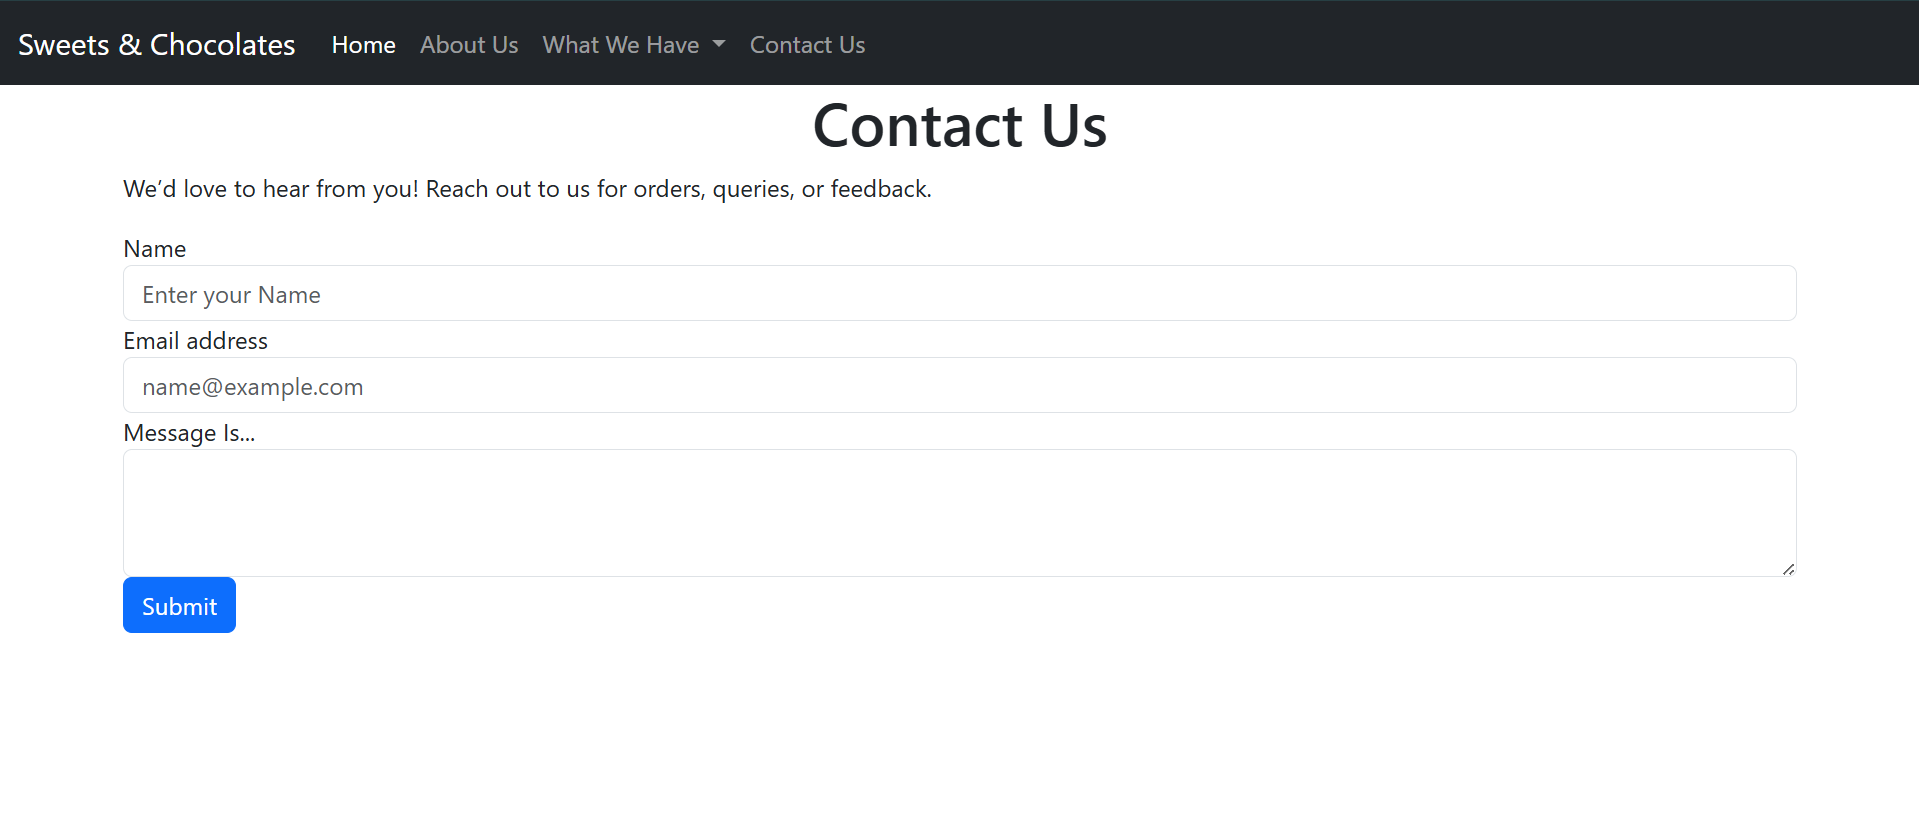 Sweets & Chocolates Home About Us What We Have Contact Us
Contact Us
We’d love to hear from you! Reach out to us for orders, queries, or feedback.
Name
Enter your Name
Email address
name@example.com
Message Is...
Submit